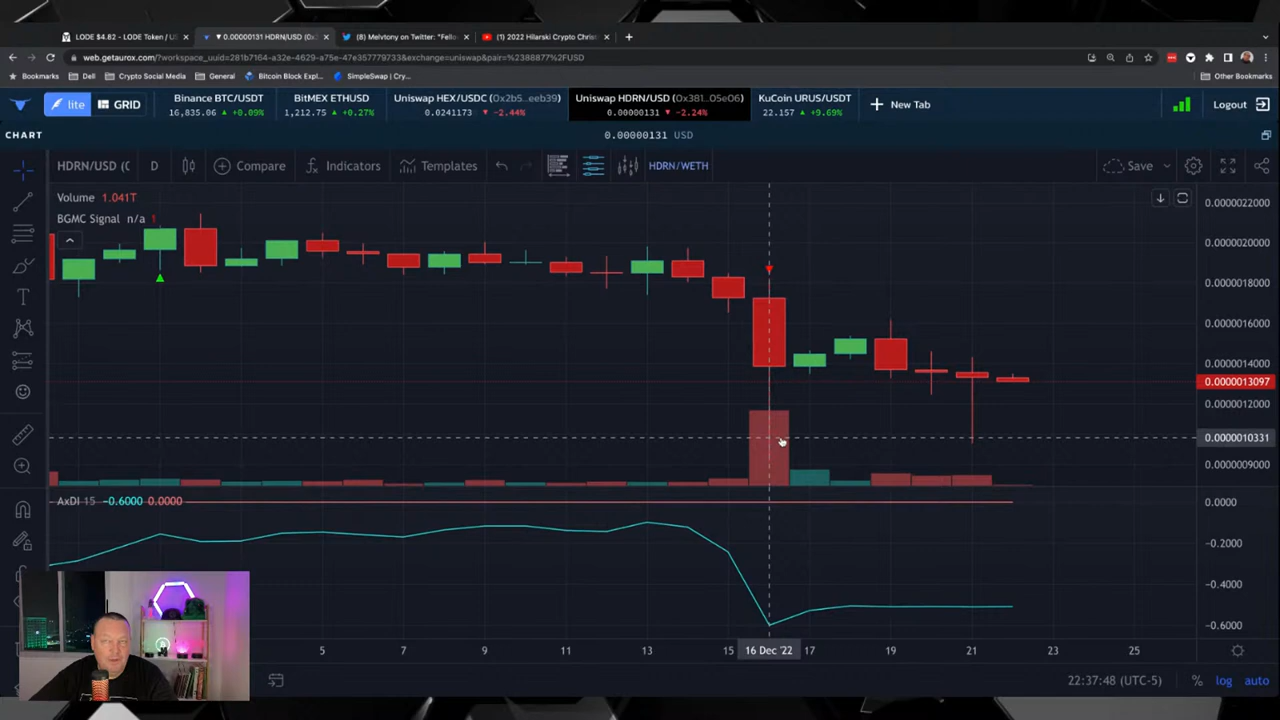 LODE $4.82 - LODE Token / US
▼ 0.00000131 HDRN/USD (0x3
(8) Melvtony on Twitter: "Fello
(1) 2022 Hilarski Crypto Christ
web.getaurox.com/?workspace_uuid=281b7164-a32e-4629-a75e-47e357779733&exchange=uniswap&pair=%2388877%2FUSD
Bookmarks Dell Crypto Social Media General Bitcoin Block Expl... SimpleSwap | Cry... Other Bookmarks
lite GRID
Binance BTC/USDT
16,835.06 ▲ +0.09%
BitMEX ETHUSD
1,212.75 ▲ +0.27%
Uniswap HEX/USDC (0x2b5...eeb39)
0.0241173 ▼ -2.44%
Uniswap HDRN/USD (0x381...05e06)
0.00000131 ▼ -2.24%
KuCoin URUS/USDT
22.157 ▲ +9.69%
New Tab
Logout
CHART
0.00000131 USD
HDRN/USD (C D Compare Indicators Templates HDRN/WETH Save
Volume 1.041T
BGMC Signal n/a 1
0.0000022000
0.0000020000
0.0000018000
0.0000016000
0.0000014000
0.0000013097
0.0000012000
0.0000010331
0.0000009000
AxDI 15 -0.6000 0.0000
0.0000
-0.2000
-0.4000
-0.6000
5 7 9 11 13 15 16 Dec '22 17 19 21 23 25
22:37:48 (UTC-5) % log auto